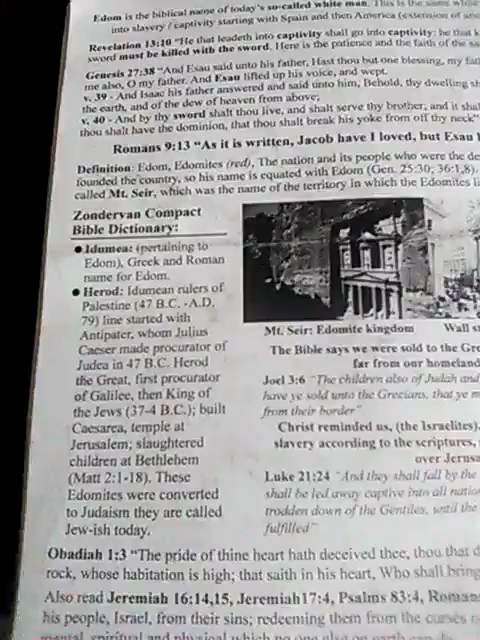 Edom is the biblical name of today's so-called white man. This is the same
into slavery / captivity starting with Spain and then America (extension of
Revelation 13:10 "He that leadeth into captivity shall go into captivity: he that
sword must be killed with the sword. Here is the patience and the faith of the
Genesis 27:38 "And Esau said unto his father, Hast thou but one blessing, my
me also, O my father. And Esau lifted up his voice, and wept.
v. 39 - And Isaac his father answered and said unto him, Behold, thy dwelling
the earth, and of the dew of heaven from above;
v. 40 - And by thy sword shalt thou live, and shalt serve thy brother; and it
thou shalt have the dominion, that thou shalt break his yoke from off thy neck"
Romans 9:13 "As it is written, Jacob have I loved, but Esau
Definition: Edom, Edomites (red), The nation and its people who were the
founded the country, so his name is equated with Edom (Gen. 25:30; 36:1,8).
called Mt. Seir, which was the name of the territory in which the Edomites
Zondervan Compact
Bible Dictionary:
● Idumea: (pertaining to
Edom), Greek and Roman
name for Edom.
● Herod: Idumean rulers of
Palestine (47 B.C. -A.D.
79) line started with
Antipater, whom Julius
Caeser made procurator of
Judea in 47 B.C. Herod
the Great, first procurator
of Galilee, then King of
the Jews (37-4 B.C.); built
Caesarea, temple at
Jerusalem; slaughtered
children at Bethlehem
(Matt 2:1-18). These
Edomites were converted
to Judaism they are called
Jew-ish today.
Mt. Seir: Edomite kingdom Wall
The Bible says we were sold to the
far from our homeland
Joel 3:6 "The children also of Judah and
have ye sold unto the Grecians, that ye
from their border"
Christ reminded us, (the Israelites),
slavery according to the scriptures,
over
Luke 21:24 "And they shall fall by the
shall be led away captive into all
trodden down of the Gentiles, until the
fulfilled"
Obadiah 1:3 "The pride of thine heart hath deceived thee, thou that
rock, whose habitation is high; that saith in his heart, Who shall bring
Also read Jeremiah 16:14,15, Jeremiah17:4, Psalms 83:4,
his people, Israel, from their sins; redeeming them from the curses
mental, spiritual and physical which no one